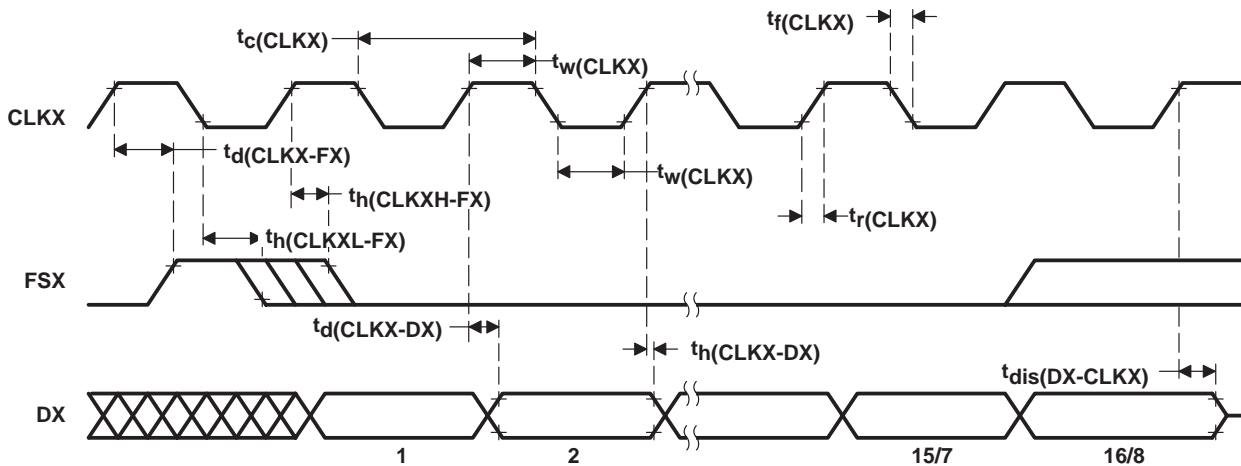 tc(CLKX)
tf(CLKX)
tw(CLKX)
CLKX
td(CLKX-FX)
tw(CLKX)
th(CLKXH-FX)
tr(CLKX)
th(CLKXL-FX)
FSX
td(CLKX-DX)
th(CLKX-DX)
tdis(DX-CLKX)
DX
1 2 15/7 16/8